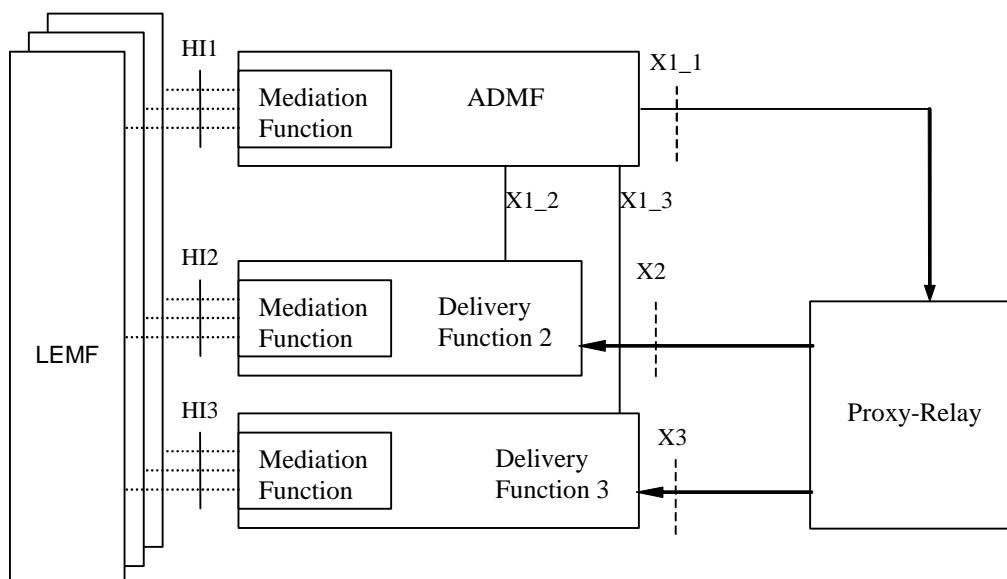 HI1
X1_1
Mediation
Function
ADMF
X1_2
X1_3
HI2
X2
Mediation
Function
Delivery
Function 2
LEMF
Proxy-Relay
HI3
X3
Mediation
Function
Delivery
Function 3